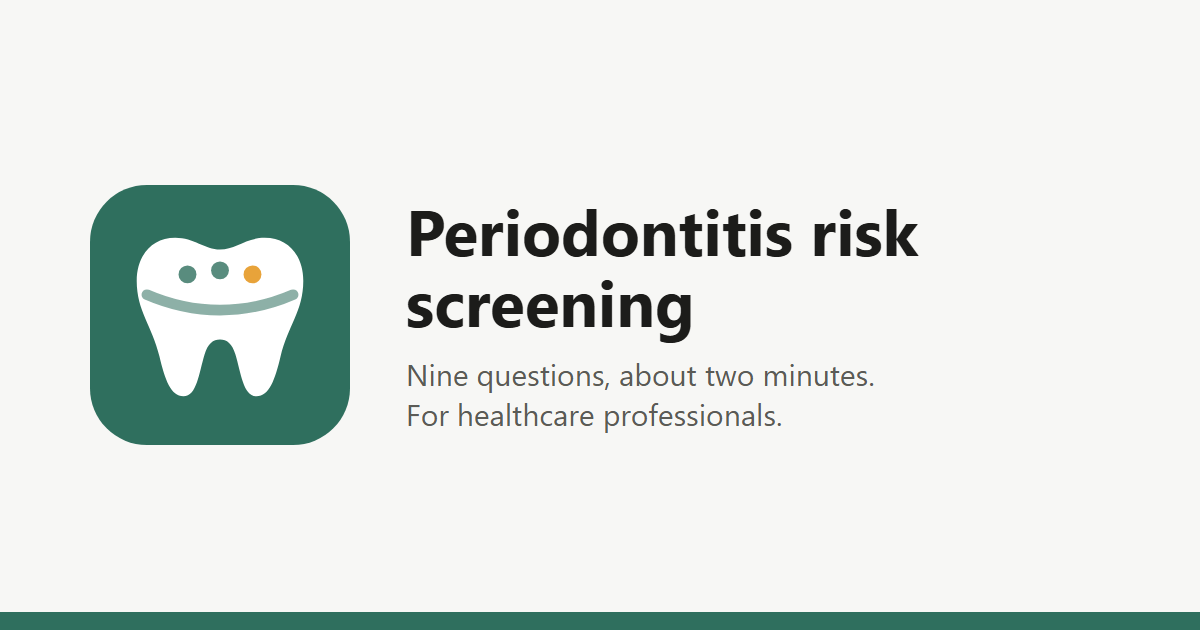 Periodontitis risk
screening
Nine questions, about two minutes.
For healthcare professionals.